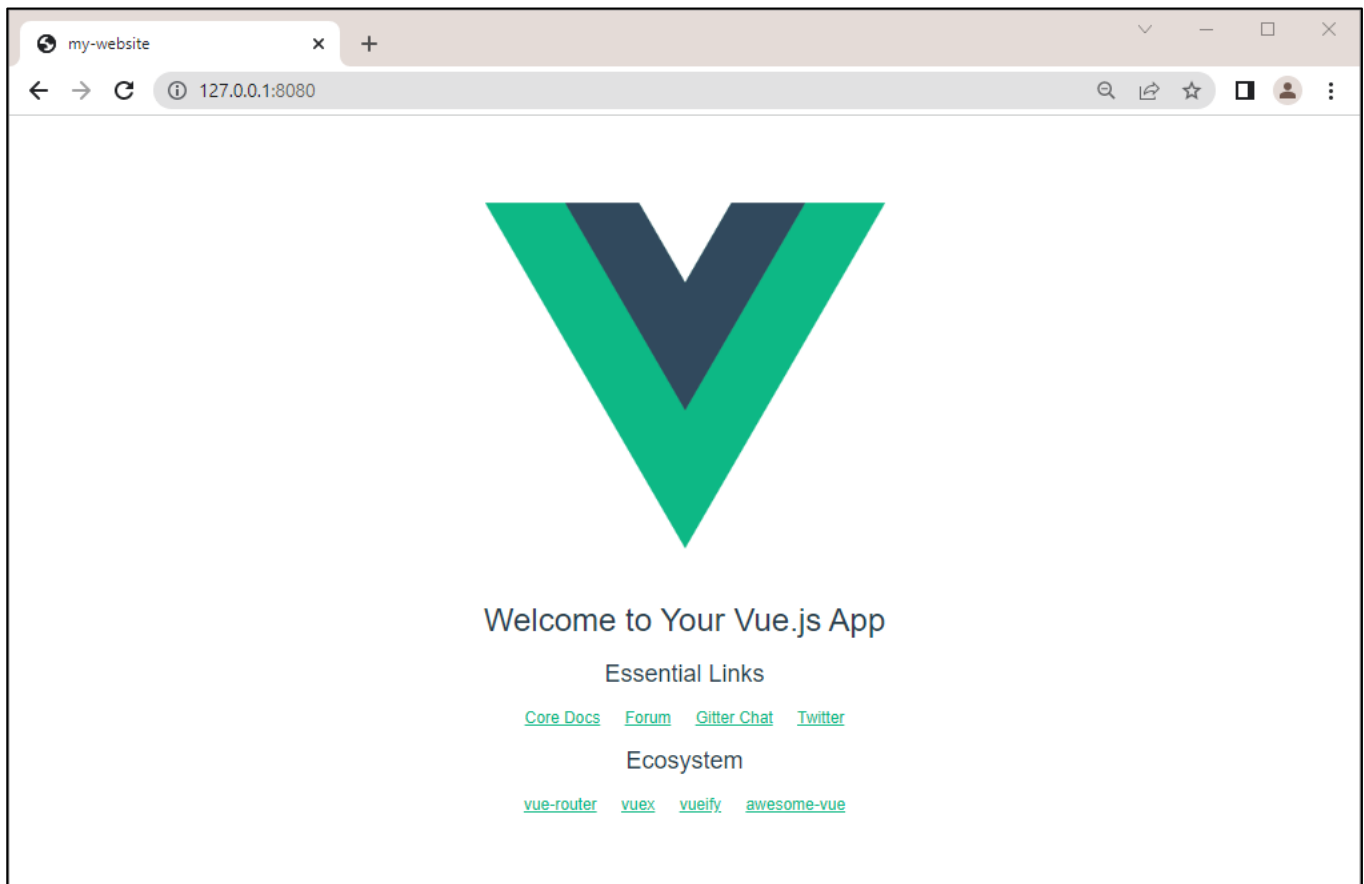 my-website
127.0.0.1:8080
Welcome to Your Vue.js App
Essential Links
Core Docs Forum Gitter Chat Twitter
Ecosystem
vue-router vuex vueify awesome-vue